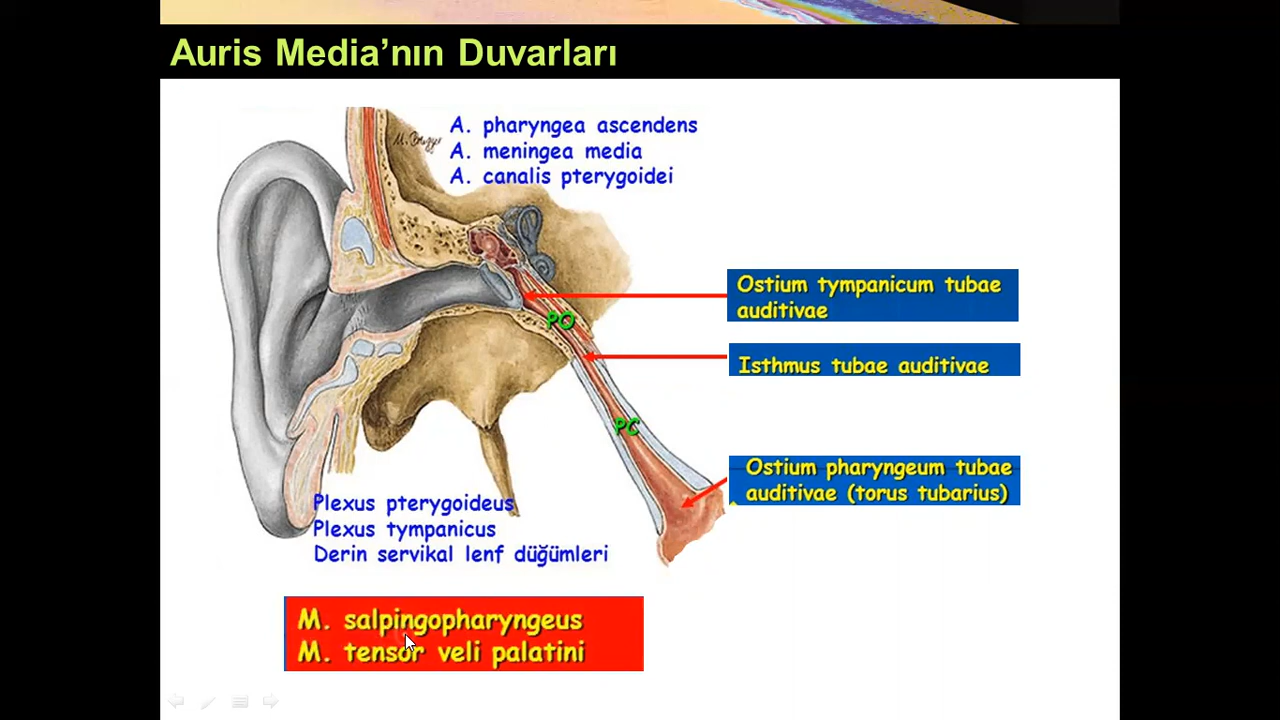 Auris Media’nın Duvarları
A. pharyngea ascendens
A. meningea media
A. canalis pterygoidei
Ostium tympanicum tubae
auditivae
PO
Isthmus tubae auditivae
PC
Ostium pharyngeum tubae
auditivae (torus tubarius)
Plexus pterygoideus
Plexus tympanicus
Derin servikal lenf düğümleri
M. salpingopharyngeus
M. tensor veli palatini